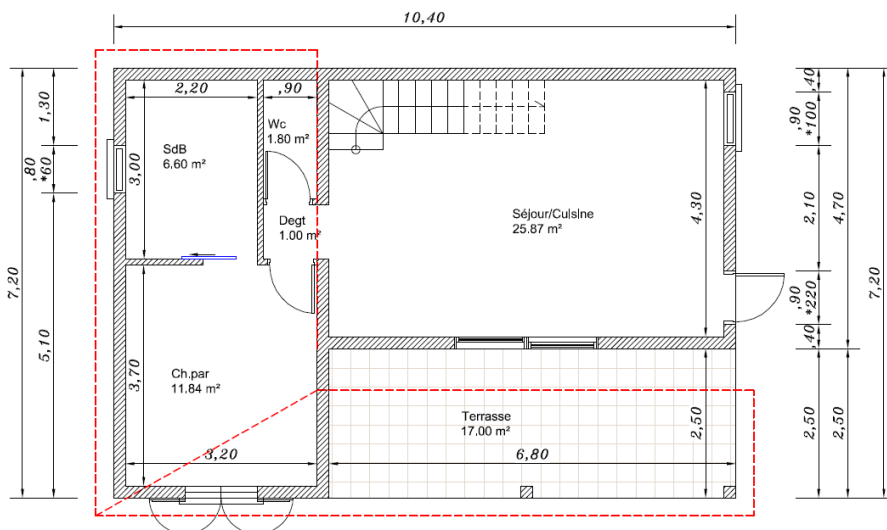 10,40
2,20
,90
Wc
1.80 m²
SdB
6.60 m²
3,00
Degt
1.00 m²
Séjour/Cuisine
25.87 m²
4,30
Ch.par
11.84 m²
3,70
3,20
Terrasse
17.00 m²
6,80
2,50
7,20
1,30
,80
*60
5,10
,40
,90
*100
2,10
,90
*220
,40
2,50
4,70
2,50
7,20